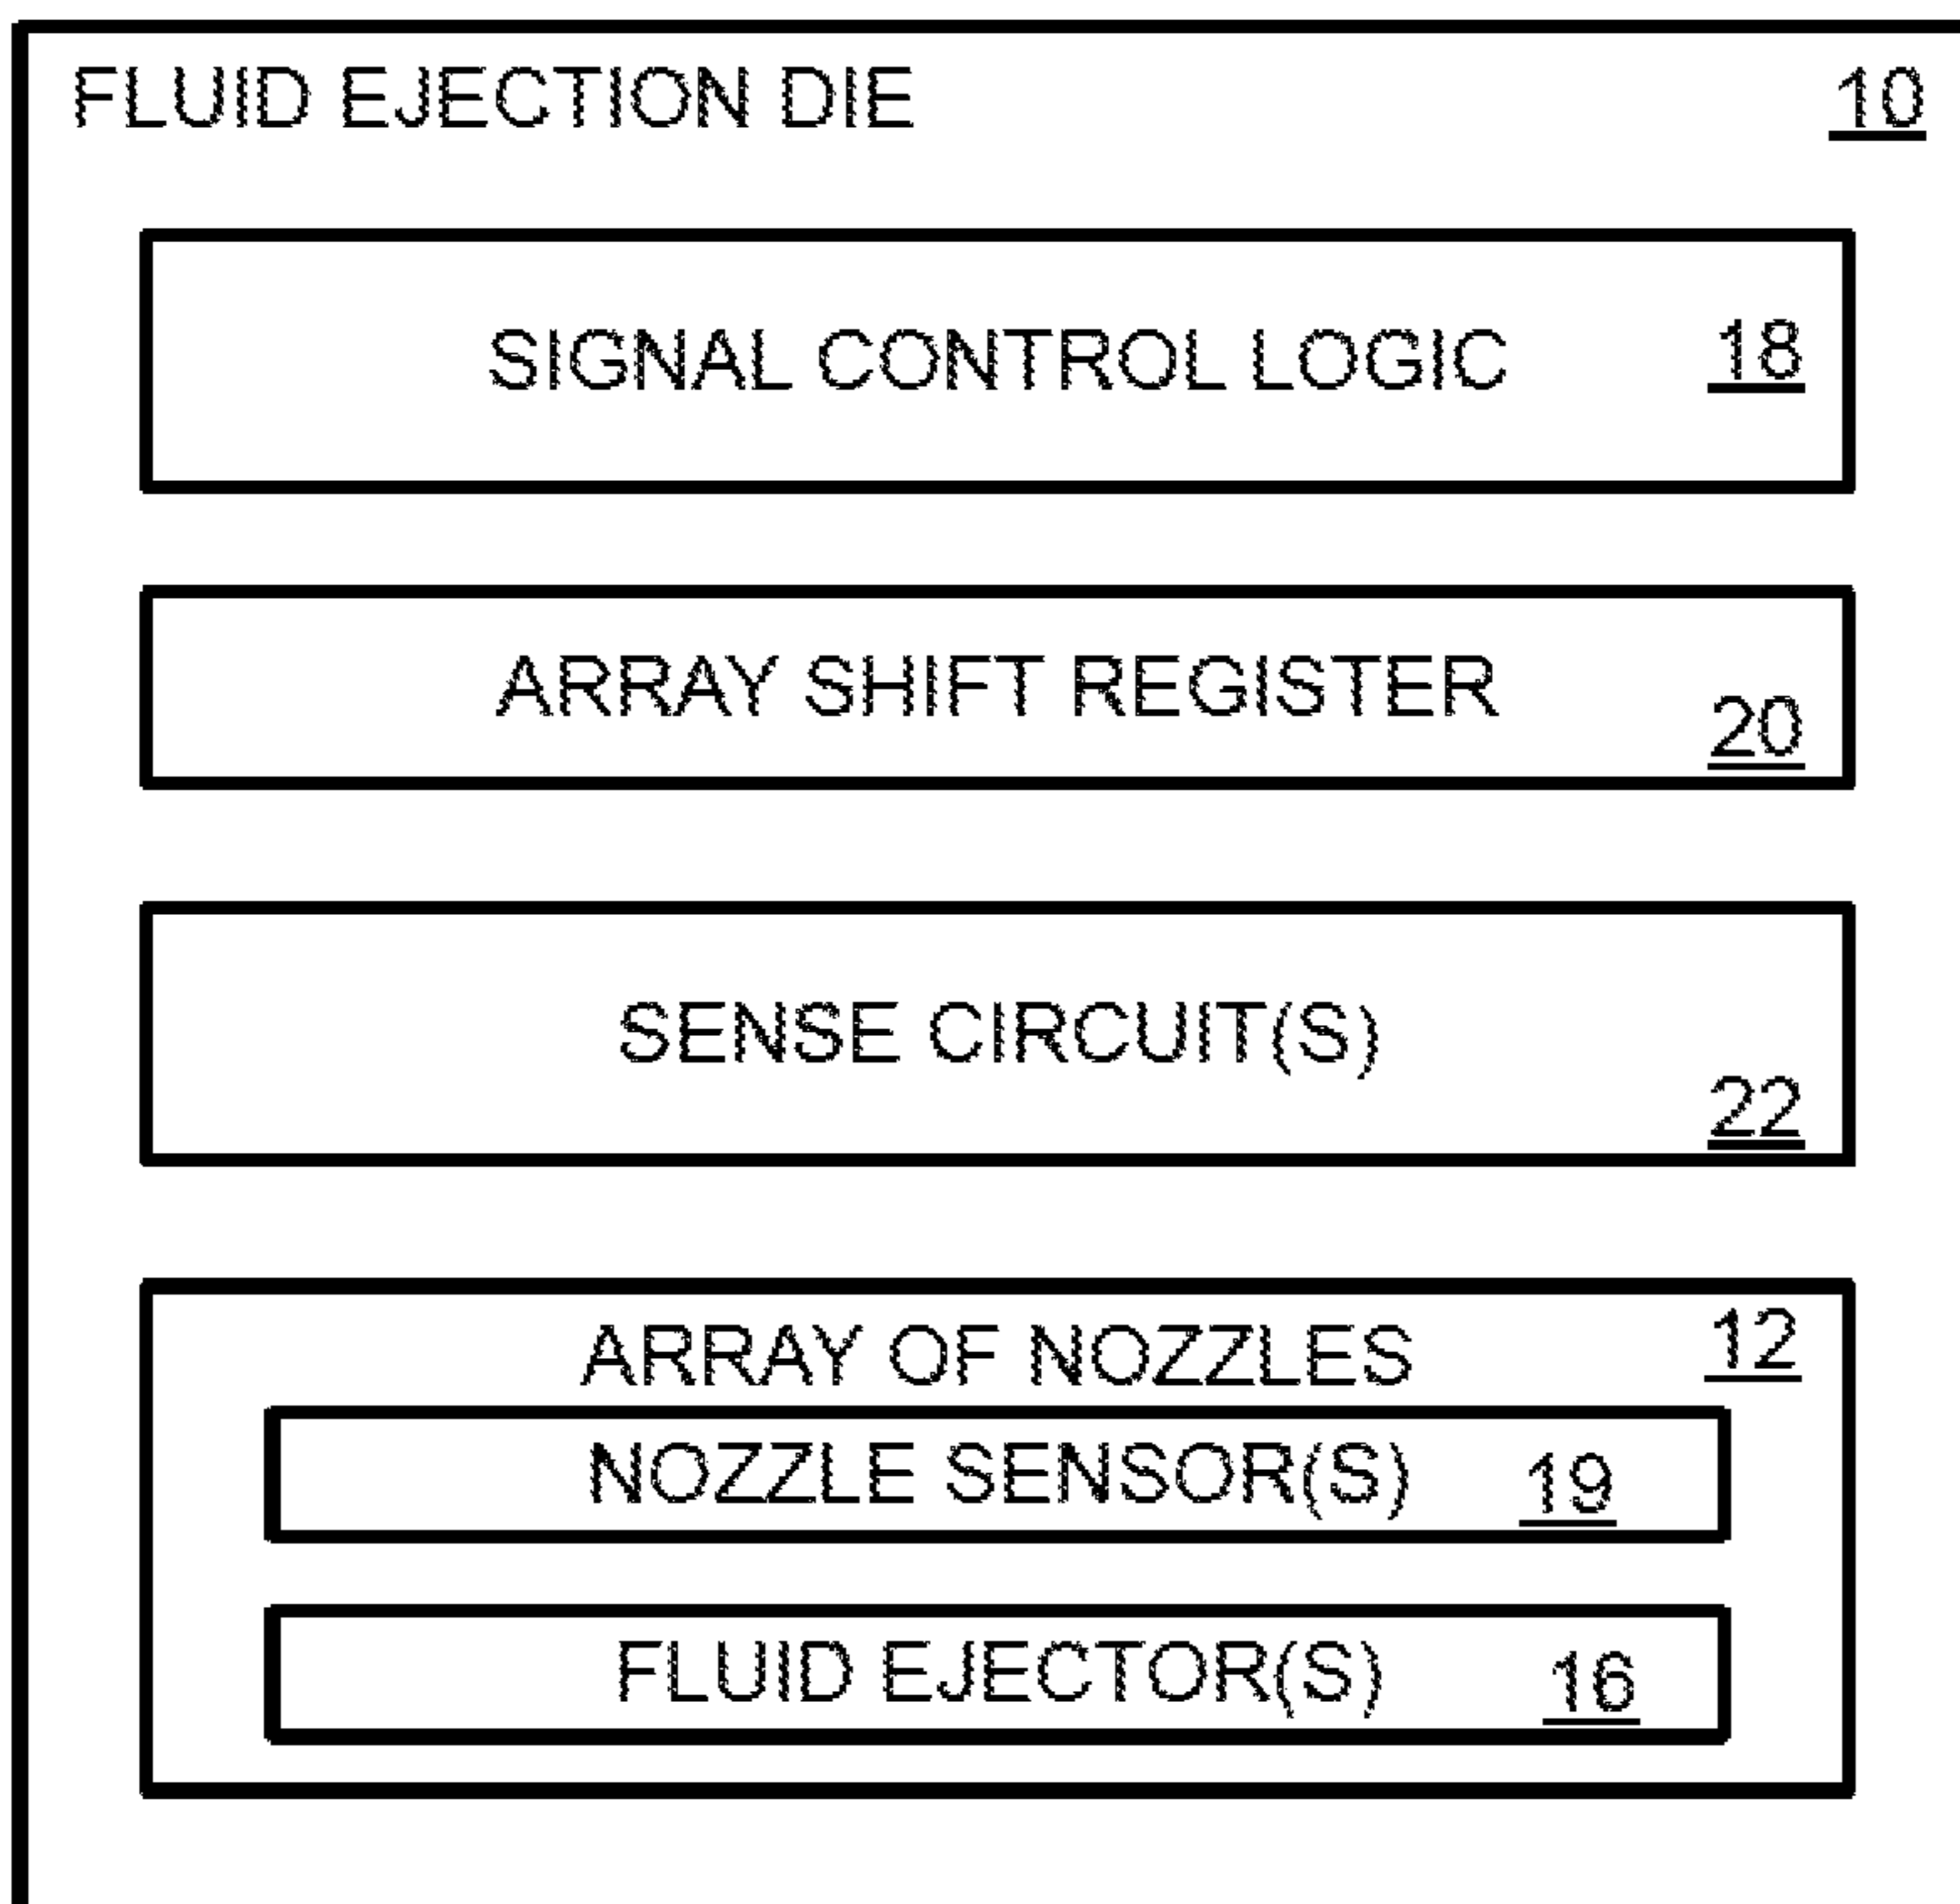 FLUID EJECTION DIE 10
SIGNAL CONTROL LOGIC 18
ARRAY SHIFT REGISTER 20
SENSE CIRCUIT(S) 22
ARRAY OF NOZZLES 12
NOZZLE SENSOR(S) 19
FLUID EJECTOR(S) 16